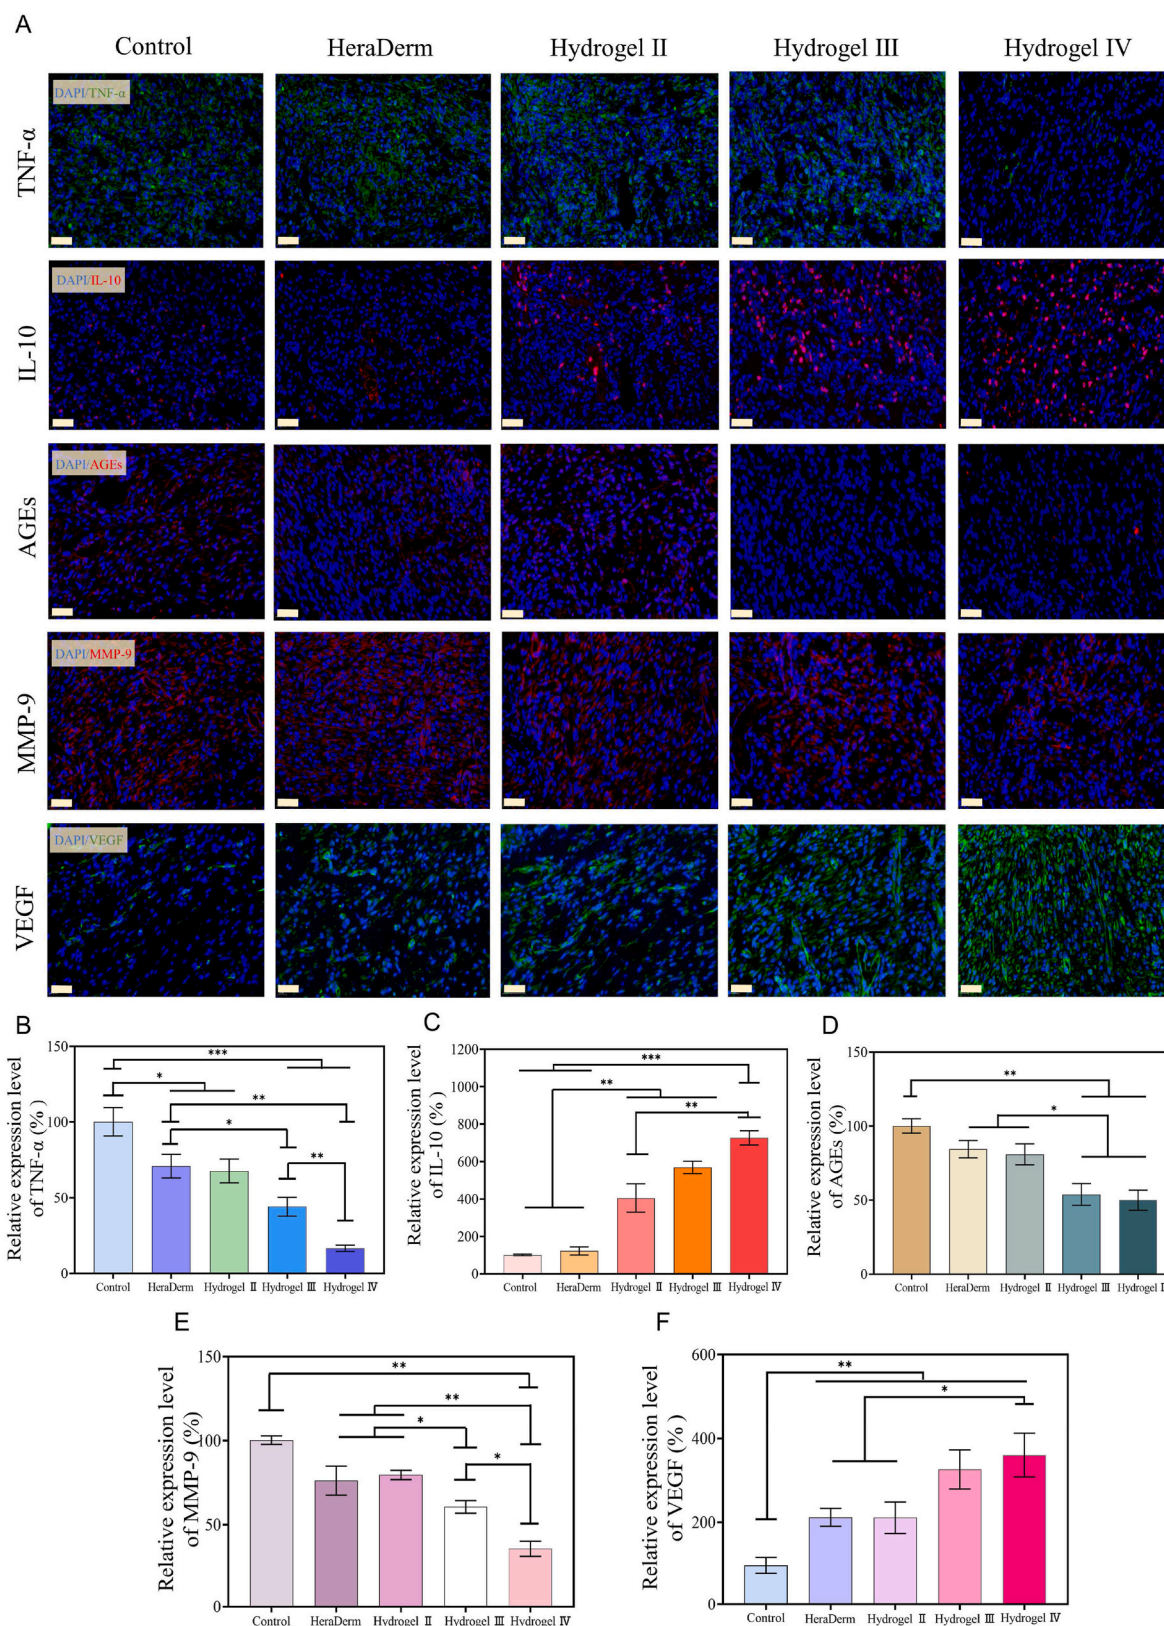 A
Control HeraDerm Hydrogel Ⅱ Hydrogel Ⅲ Hydrogel Ⅳ
TNF-α
DAPI/TNF-α
IL-10
DAPI/IL-10
AGEs
DAPI/AGEs
MMP-9
DAPI/MMP-9
VEGF
DAPI/VEGF
B
Relative expression level
of TNF-α (%)
150
100
50
0
***
*
**
*
**
Control HeraDerm Hydrogel Ⅱ Hydrogel Ⅲ Hydrogel Ⅳ
C
Relative expression level
of IL-10 (%)
1200
1000
800
600
400
200
0
***
**
**
Control HeraDerm Hydrogel Ⅱ Hydrogel Ⅲ Hydrogel Ⅳ
D
Relative expression level
of AGEs (%)
150
100
50
0
**
*
Control HeraDerm Hydrogel Ⅱ Hydrogel Ⅲ Hydrogel
E
Relative expression level
of MMP-9 (%)
150
100
50
0
**
**
*
*
Control HeraDerm Hydrogel Ⅱ Hydrogel Ⅲ Hydrogel Ⅳ
F
Relative expression level
of VEGF (%)
600
400
200
0
**
*
Control HeraDerm Hydrogel Ⅱ Hydrogel Ⅲ Hydrogel Ⅳ